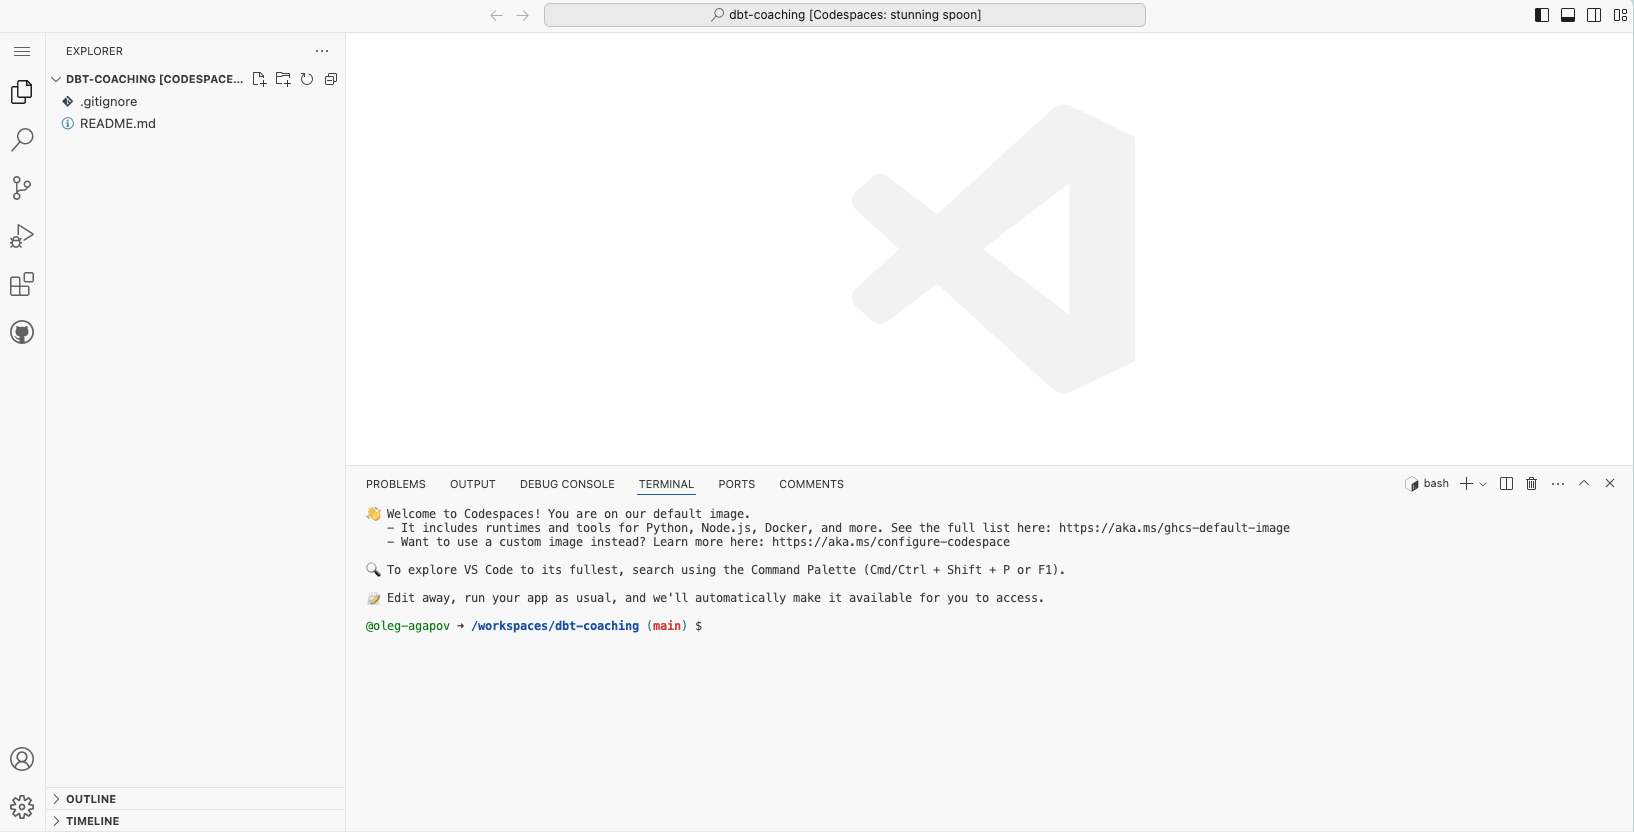 dbt-coaching [Codespaces: stunning spoon]
EXPLORER
DBT-COACHING [CODESPACE...
.gitignore
README.md
OUTLINE
TIMELINE
PROBLEMS OUTPUT DEBUG CONSOLE TERMINAL PORTS COMMENTS
bash
👋 Welcome to Codespaces! You are on our default image.
- It includes runtimes and tools for Python, Node.js, Docker, and more. See the full list here: https://aka.ms/ghcs-default-image
- Want to use a custom image instead? Learn more here: https://aka.ms/configure-codespace
🔍 To explore VS Code to its fullest, search using the Command Palette (Cmd/Ctrl + Shift + P or F1).
📝 Edit away, run your app as usual, and we'll automatically make it available for you to access.
@oleg-agapov ➜ /workspaces/dbt-coaching (main) $